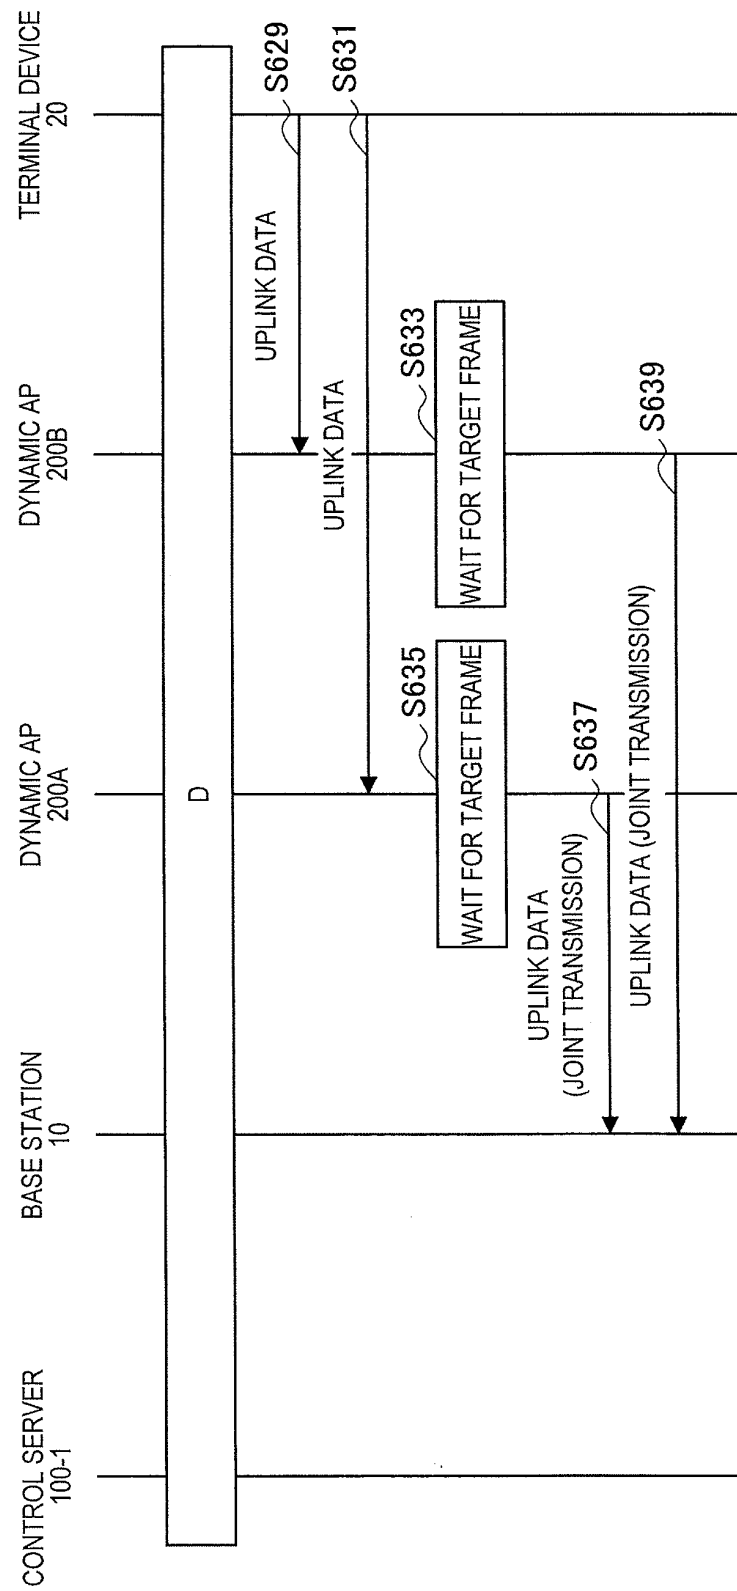 CONTROL SERVER
100-1
BASE STATION
10
DYNAMIC AP
200A
DYNAMIC AP
200B
TERMINAL DEVICE
20
D
UPLINK DATA
S629
UPLINK DATA
S631
WAIT FOR TARGET FRAME
S633
WAIT FOR TARGET FRAME
S635
UPLINK DATA
(JOINT TRANSMISSION)
S637
UPLINK DATA (JOINT TRANSMISSION)
S639